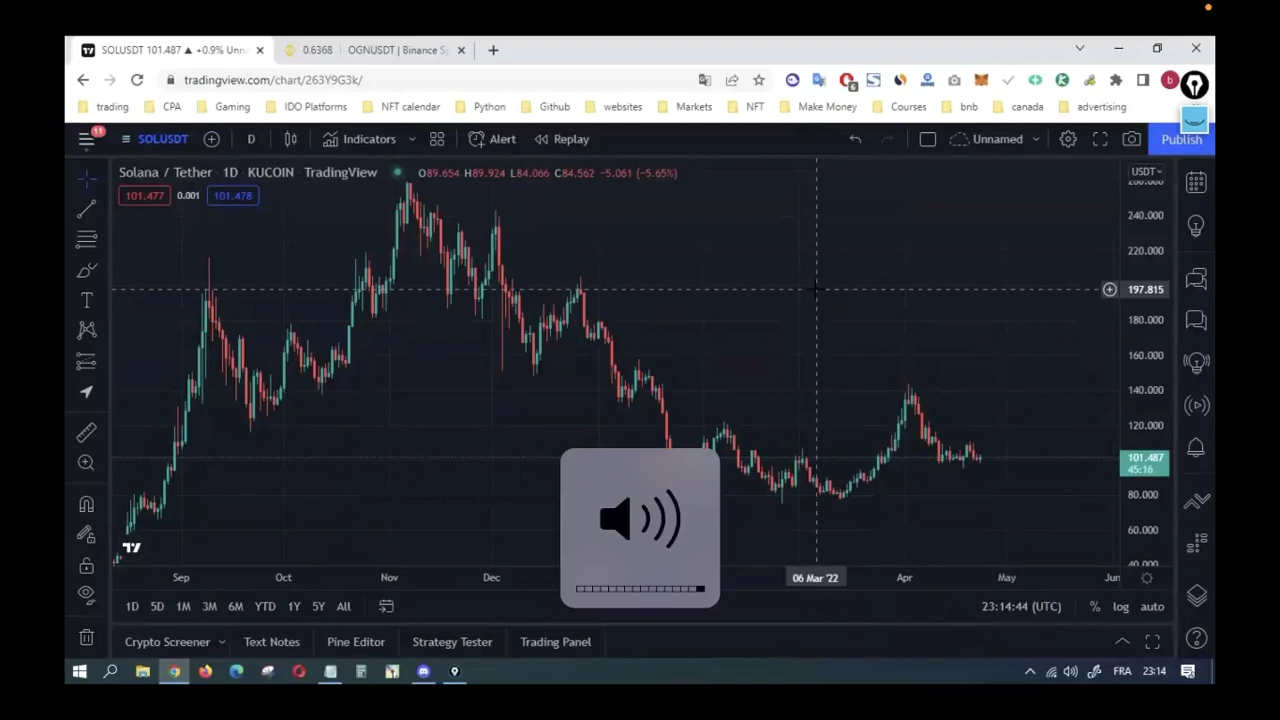 SOLUSDT 101.487 ▲ +0.9% Unn
0.6368 OGNUSDT | Binance S
tradingview.com/chart/263Y9G3k/
6
b
trading CPA Gaming IDO Platforms NFT calendar Python Github websites Markets NFT Make Money Courses bnb canada advertising
11
SOLUSDT D Indicators Alert Replay Unnamed Publish
Solana / Tether 1D KUCOIN TradingView O89.654 H89.924 L84.066 C84.562 -5.061 (-5.65%) USDT
101.477 0.001 101.478
260.000
240.000
220.000
197.815
180.000
160.000
140.000
120.000
101.487
45:16
80.000
60.000
40.000
Sep Oct Nov Dec 06 Mar '22 Apr May Jun
1D 5D 1M 3M 6M YTD 1Y 5Y All 23:14:44 (UTC) % log auto
Crypto Screener Text Notes Pine Editor Strategy Tester Trading Panel
FRA 23:14